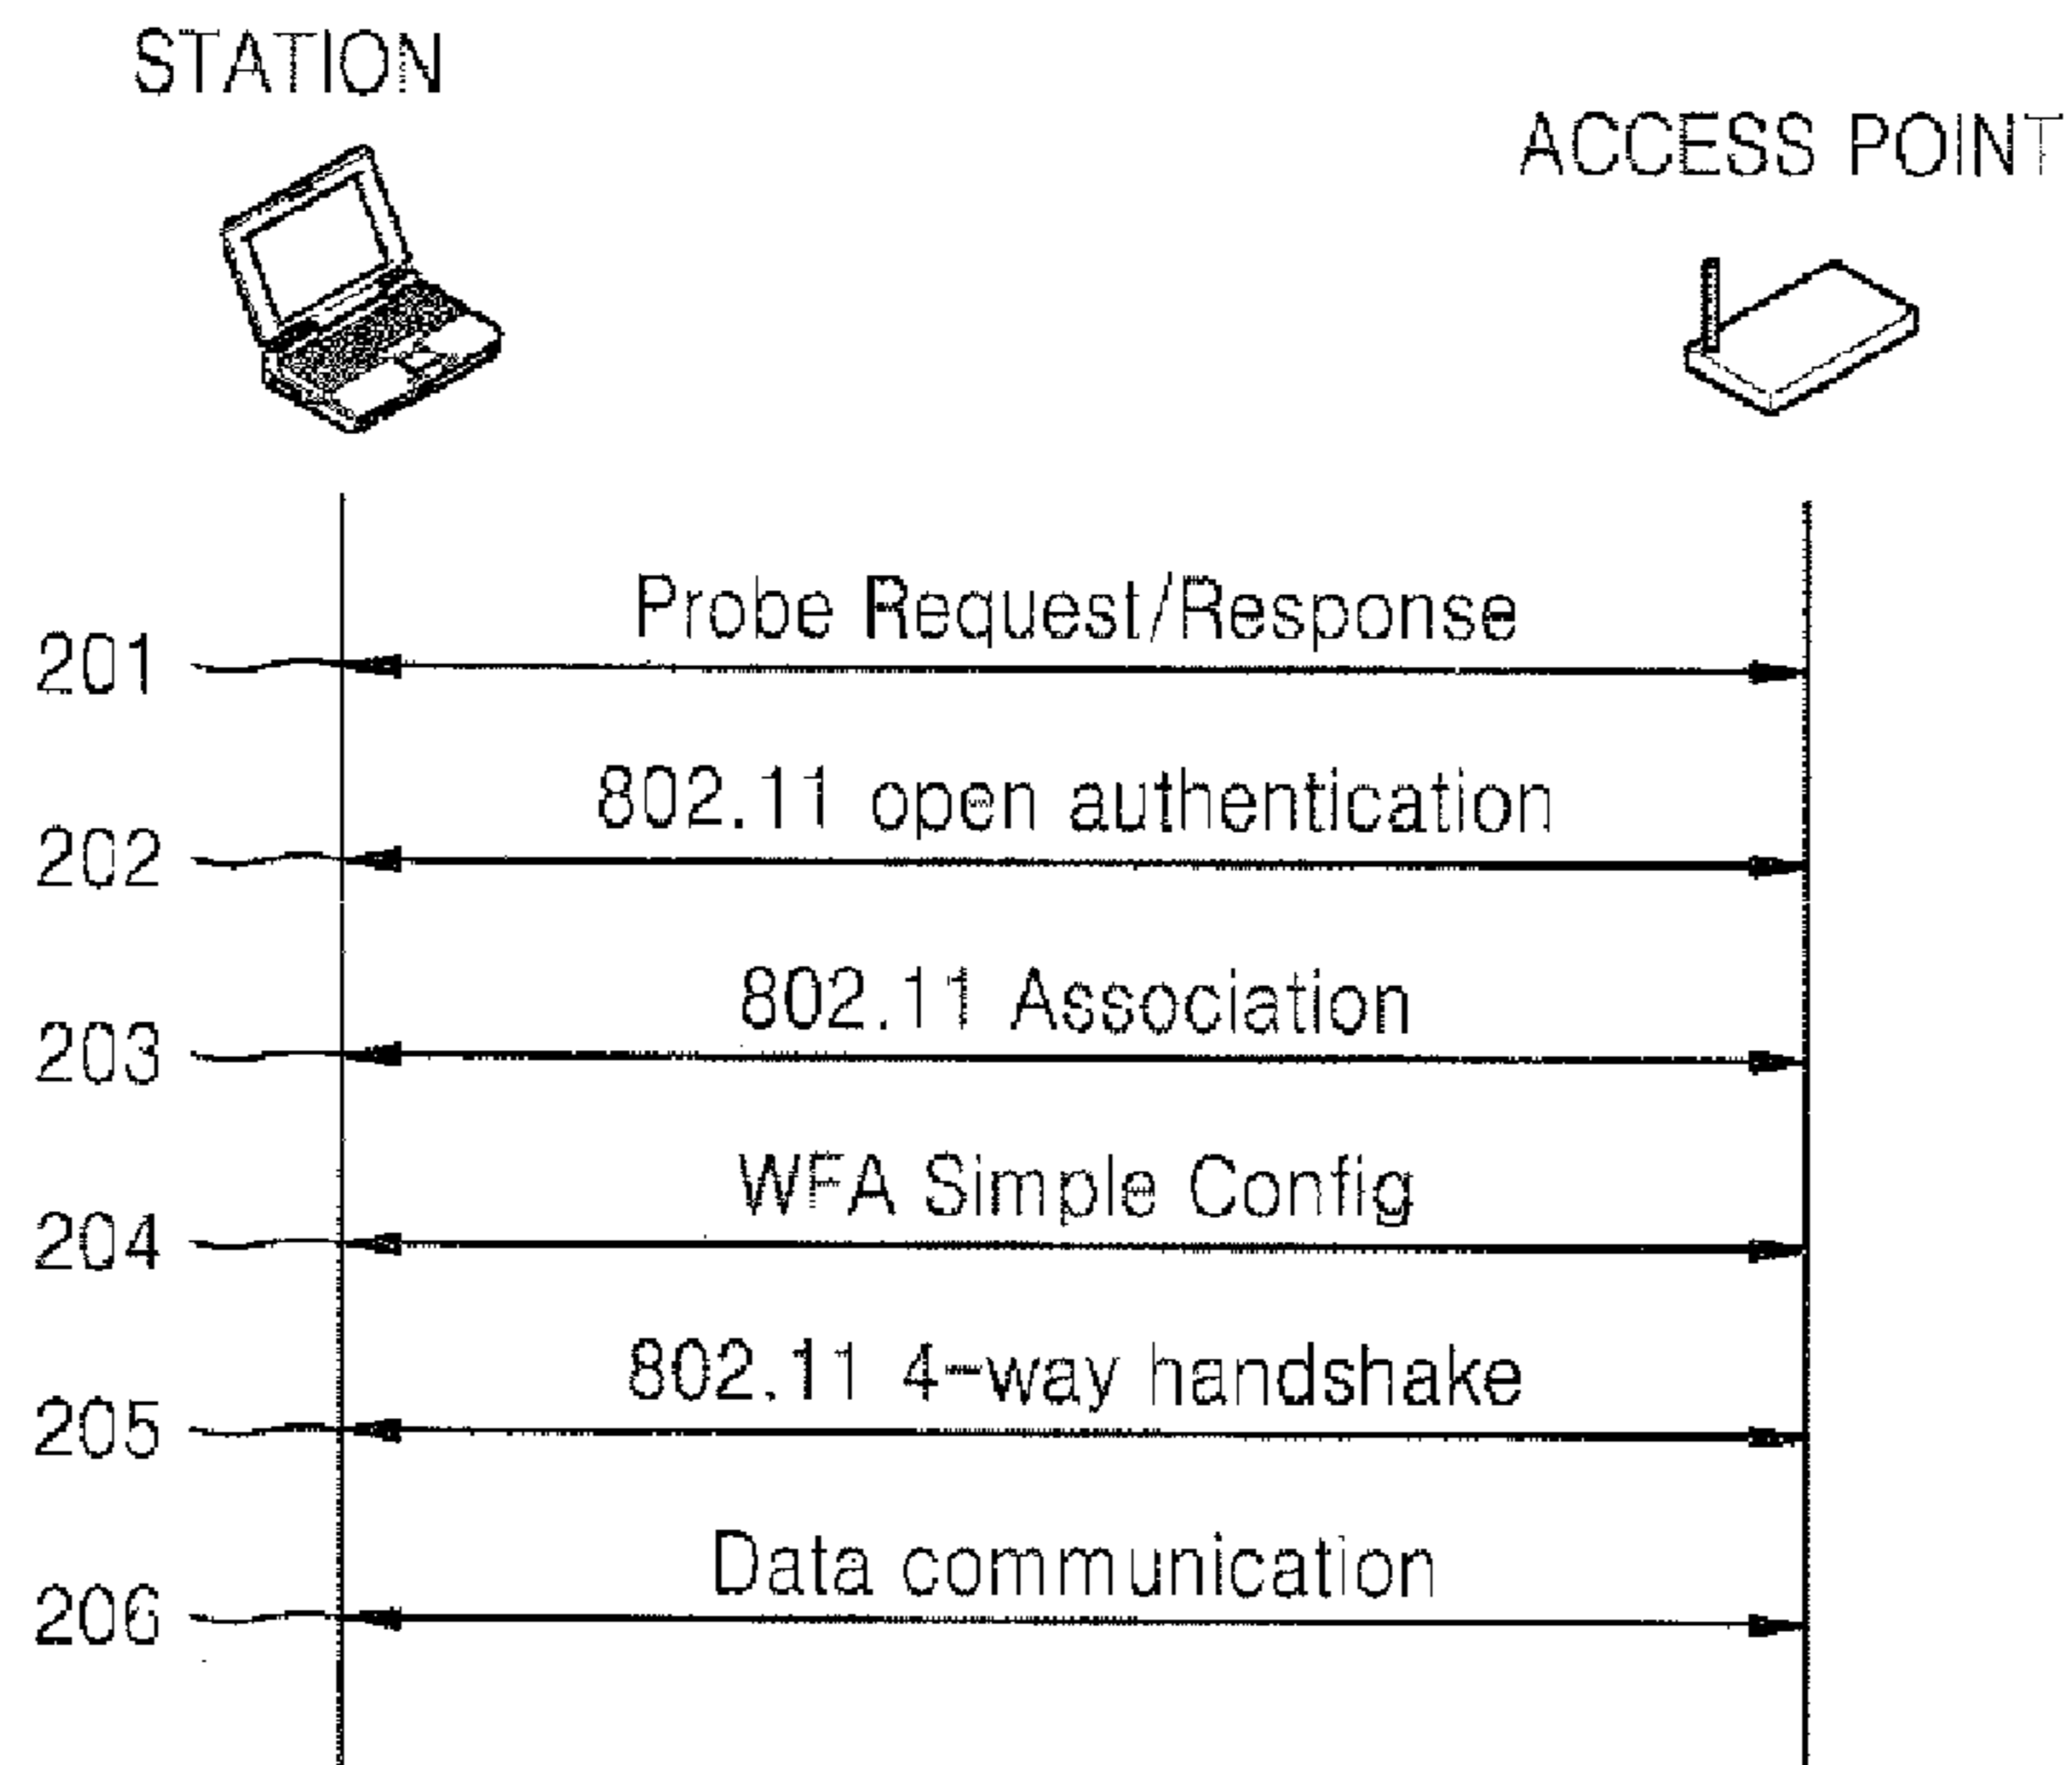 STATION
ACCESS POINT
Probe Request/Response
201
802.11 open authentication
202
802.11 Association
203
WFA Simple Config
204
802.11 4-way handshake
205
Data communication
206